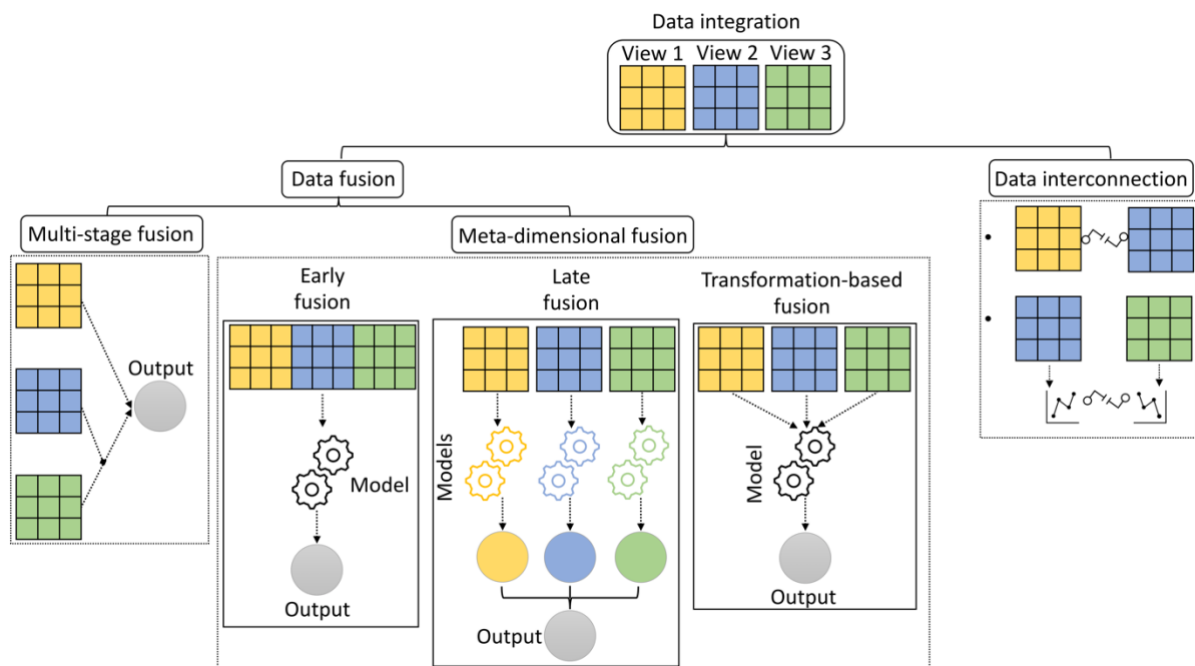 Data integration
View 1 View 2 View 3
Data fusion
Data interconnection
Multi-stage fusion
Meta-dimensional fusion
Output
Early
fusion
Model
Output
Late
fusion
Models
Output
Transformation-based
fusion
Model
Output